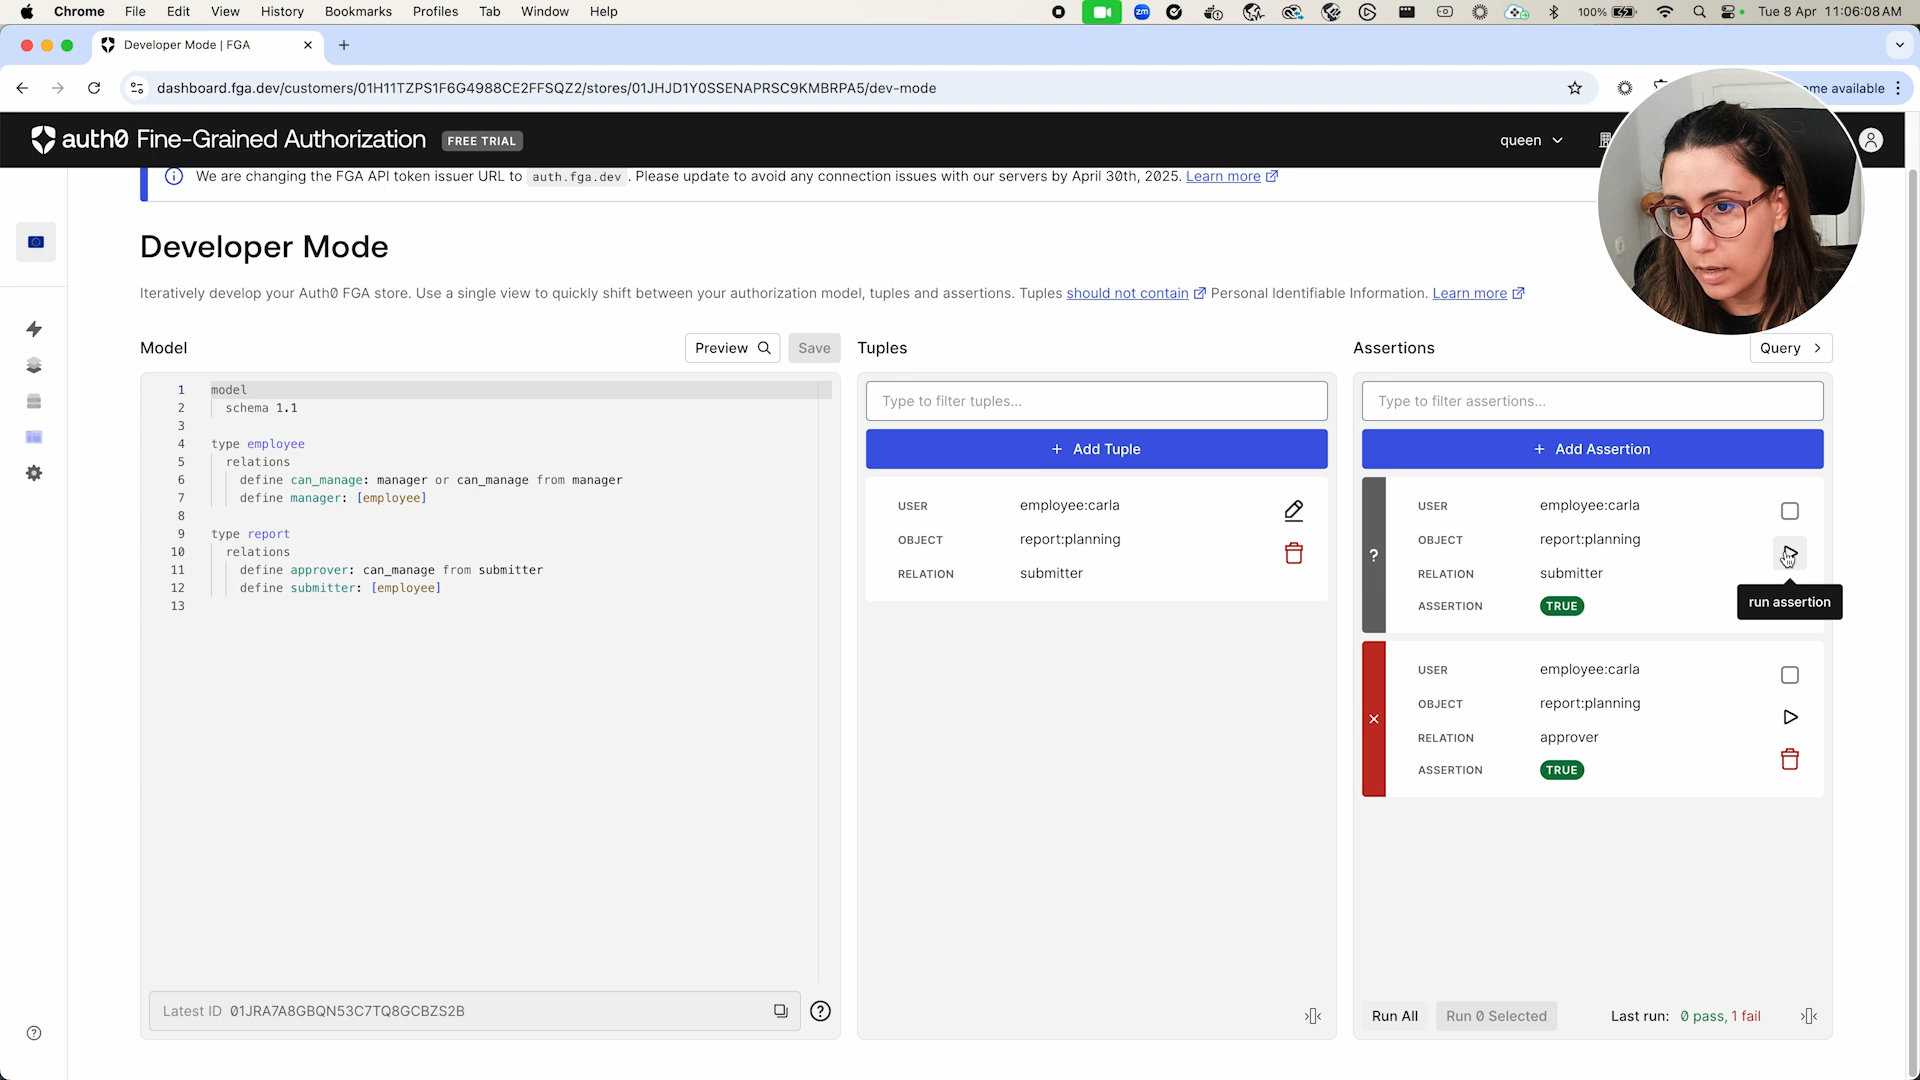 Chrome File Edit View History Bookmarks Profiles Tab Window Help
zm
100%
Tue 8 Apr 11:06:08 AM
Developer Mode | FGA
dashboard.fga.dev/customers/01H11TZPS1F6G4988CE2FFSQZ2/stores/01JHJD1Y0SSENAPRSC9KMBRPA5/dev-mode
me available
auth0 Fine-Grained Authorization FREE TRIAL
queen
We are changing the FGA API token issuer URL to auth.fga.dev . Please update to avoid any connection issues with our servers by April 30th, 2025. Learn more
Developer Mode
Iteratively develop your Auth0 FGA store. Use a single view to quickly shift between your authorization model, tuples and assertions. Tuples should not contain Personal Identifiable Information. Learn more
Model
Preview
Save
1 model
2 schema 1.1
3
4 type employee
5 relations
6 define can_manage: manager or can_manage from manager
7 define manager: [employee]
8
9 type report
10 relations
11 define approver: can_manage from submitter
12 define submitter: [employee]
13
Latest ID 01JRA7A8GBQN53C7TQ8GCBZS2B
?
Tuples
Type to filter tuples...
+ Add Tuple
USER employee:carla
OBJECT report:planning
RELATION submitter
Assertions
Query
Type to filter assertions...
+ Add Assertion
?
USER employee:carla
OBJECT report:planning
RELATION submitter
ASSERTION TRUE
run assertion
USER employee:carla
OBJECT report:planning
RELATION approver
ASSERTION TRUE
Run All
Run 0 Selected
Last run: 0 pass, 1 fail
?